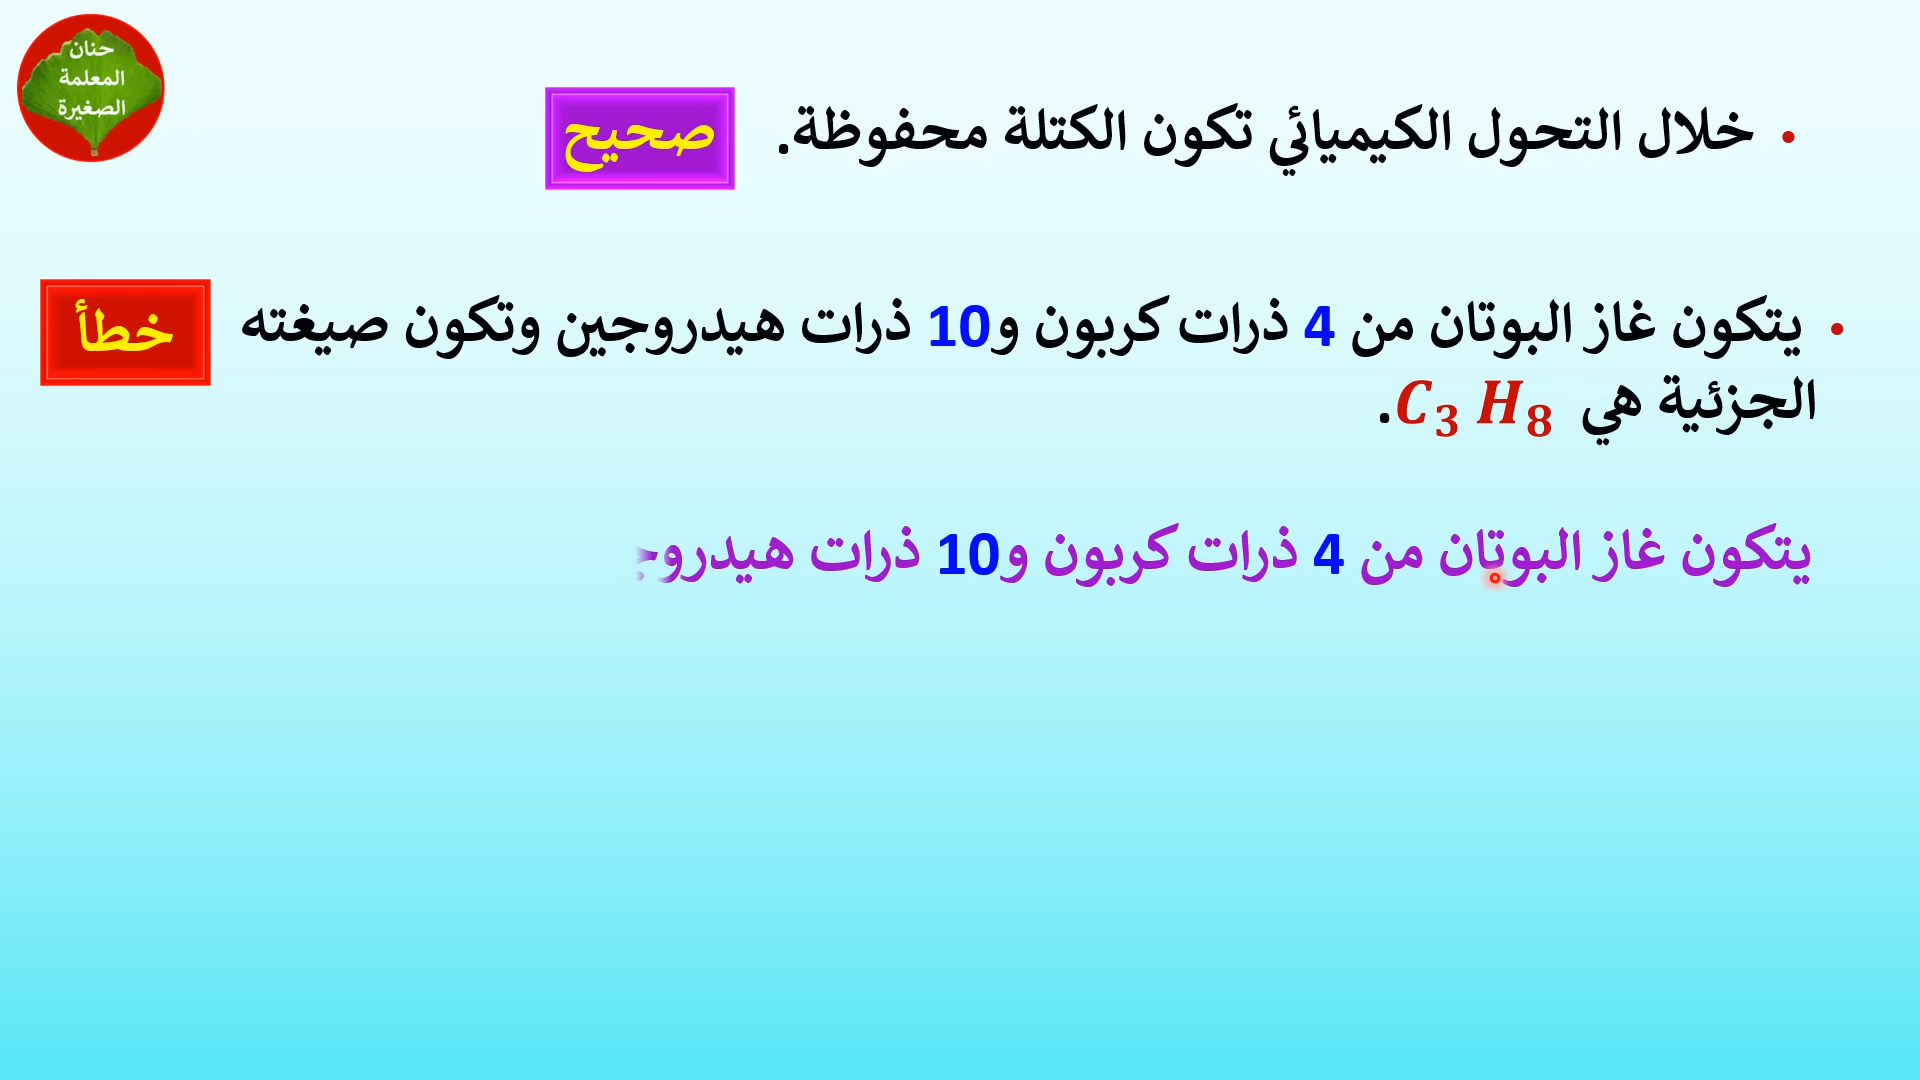 حنان
المعلمة
الصغيرة
• خلال التحول الكيميائي تكون الكتلة محفوظة.
صحيح
• يتكون غاز البوتان من 4 ذرات كربون و10 ذرات هيدروجين وتكون صيغته
الجزئية هي C₃ H₈.
خطأ
يتكون غاز البوتان من 4 ذرات كربون و10 ذرات